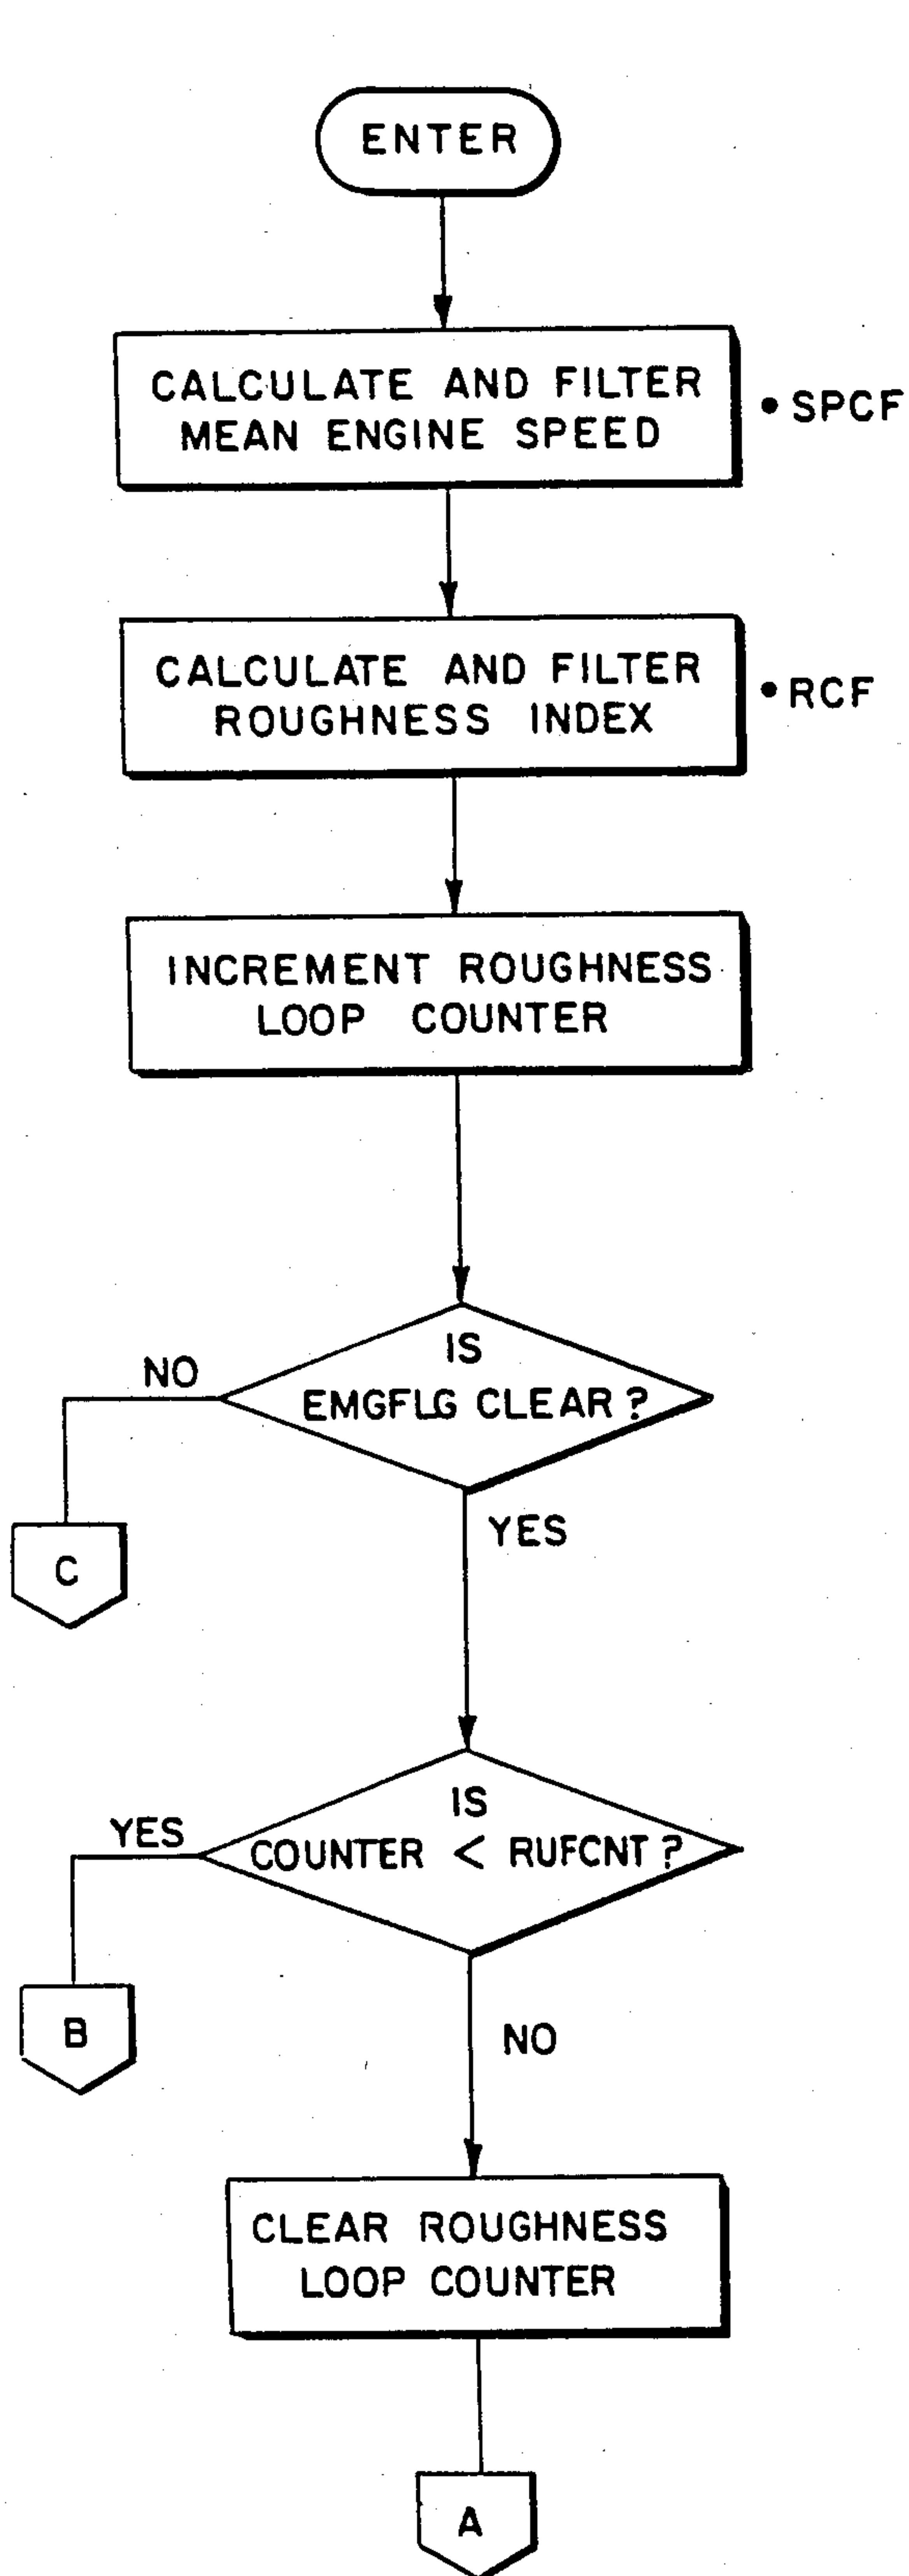 ENTER
CALCULATE AND FILTER
MEAN ENGINE SPEED
• SPCF
CALCULATE AND FILTER
ROUGHNESS INDEX
• RCF
INCREMENT ROUGHNESS
LOOP COUNTER
IS
EMGFLG CLEAR?
NO
C
YES
IS
COUNTER < RUFCNT?
YES
B
NO
CLEAR ROUGHNESS
LOOP COUNTER
A